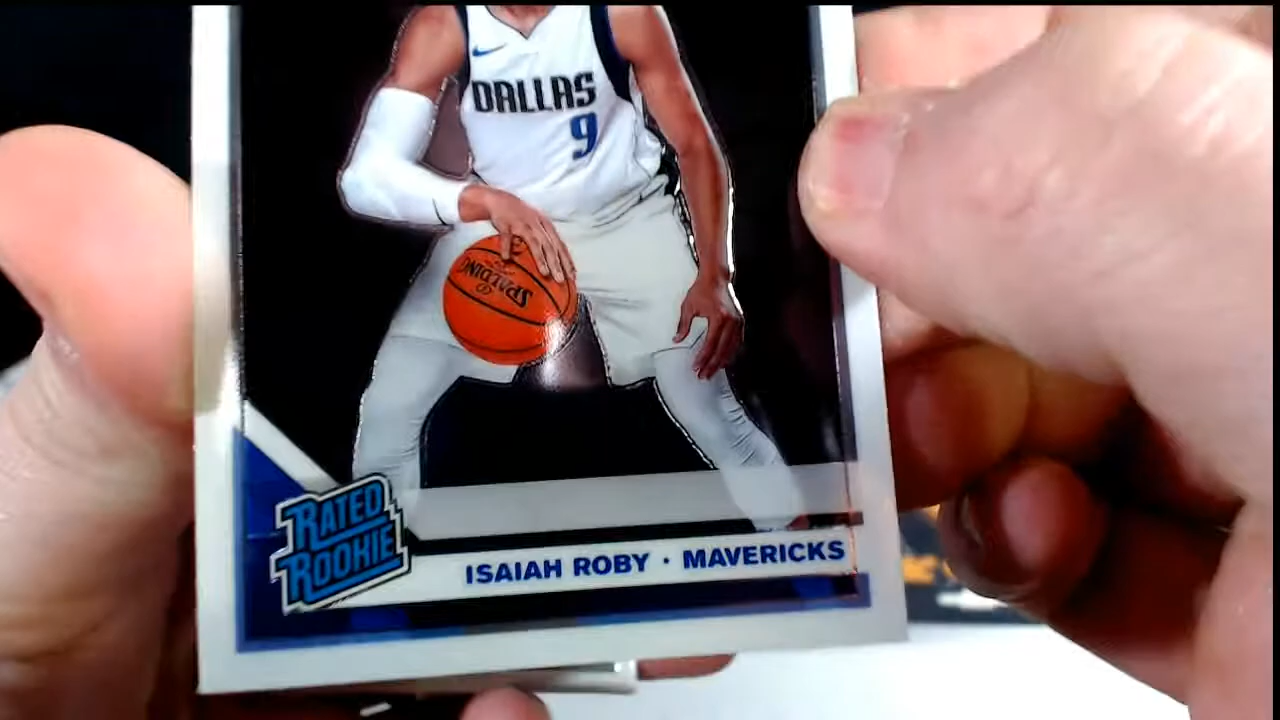 DALLAS
9
SPALDING
RATED
ROOKIE
ISAIAH ROBY · MAVERICKS